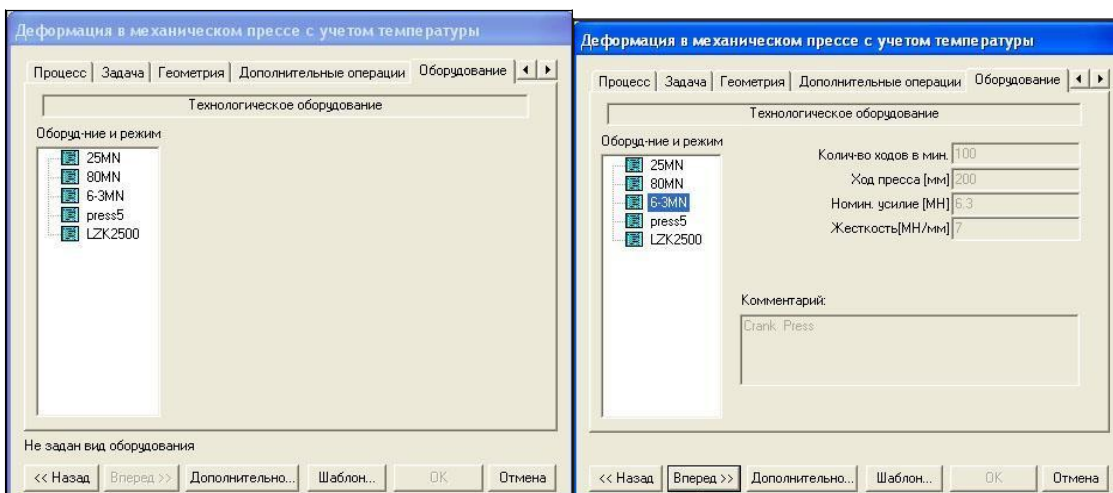 Деформация в механическом прессе с учетом температуры
Процесс Задача Геометрия Дополнительные операции Оборудование
Технологическое оборудование
Оборуд-ние и режим
25MN
80MN
6-3MN
press5
LZK2500
Не задан вид оборудования
<< Назад Вперед >> Дополнительно... Шаблон... OK Отмена
Деформация в механическом прессе с учетом температуры
Процесс Задача Геометрия Дополнительные операции Оборудование
Технологическое оборудование
Оборуд-ние и режим
25MN
80MN
6-3MN
press5
LZK2500
Колич-во ходов в мин. 100
Ход пресса [мм] 200
Номин. усилие [МН] 6.3
Жесткость[МН/мм] 7
Комментарий:
Crank Press
<< Назад Вперед >> Дополнительно... Шаблон... OK Отмена